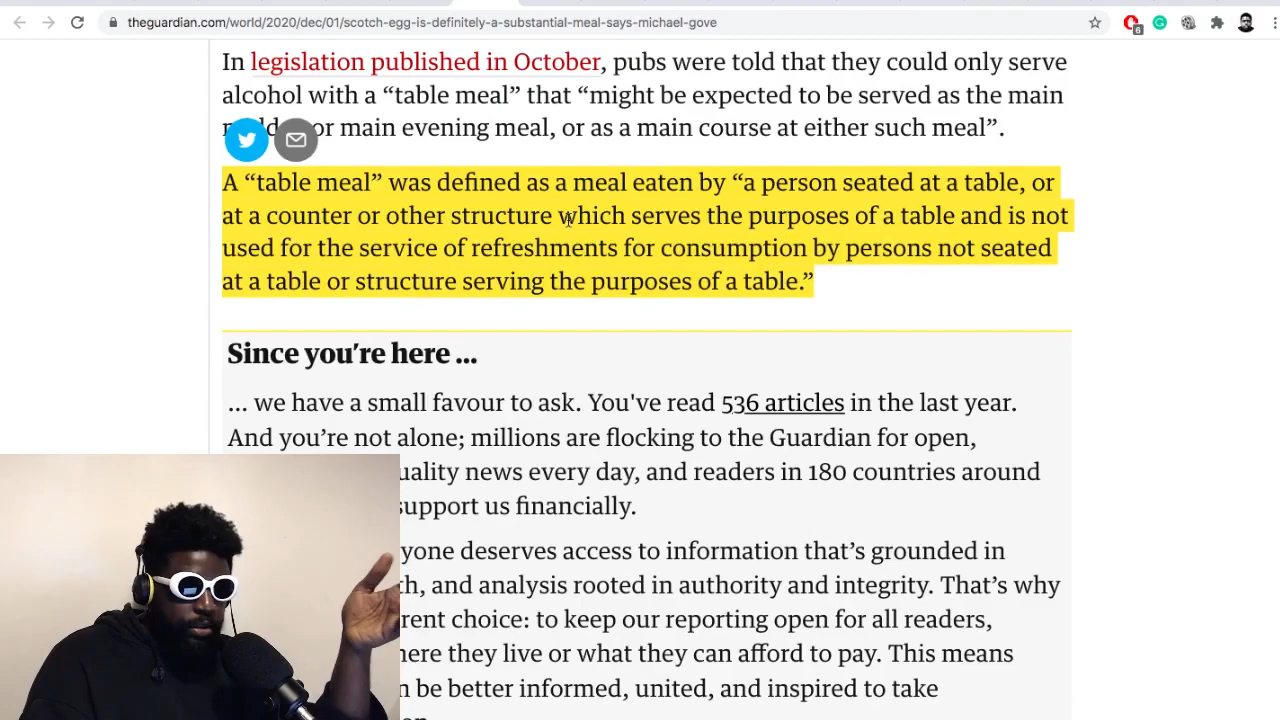 theguardian.com/world/2020/dec/01/scotch-egg-is-definitely-a-substantial-meal-says-michael-gove
6
In legislation published in October, pubs were told that they could only serve
alcohol with a “table meal” that “might be expected to be served as the main
or main evening meal, or as a main course at either such meal”.
A “table meal” was defined as a meal eaten by “a person seated at a table, or
at a counter or other structure which serves the purposes of a table and is not
used for the service of refreshments for consumption by persons not seated
at a table or structure serving the purposes of a table.”
Since you’re here ...
... we have a small favour to ask. You've read 536 articles in the last year.
And you’re not alone; millions are flocking to the Guardian for open,
uality news every day, and readers in 180 countries around
support us financially.
yone deserves access to information that’s grounded in
th, and analysis rooted in authority and integrity. That’s why
rent choice: to keep our reporting open for all readers,
here they live or what they can afford to pay. This means
n be better informed, united, and inspired to take